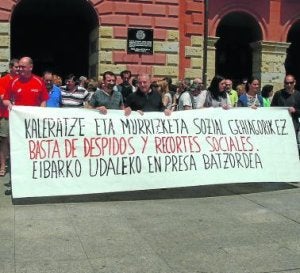 KALERATZE ETA MURRIZKETA SOZIAL GEHIAGORIK EZ
BASTA DE DESPIDOS Y RECORTES SOCIALES.
EIBARKO UDALEKO ENPRESA BATZORDEA